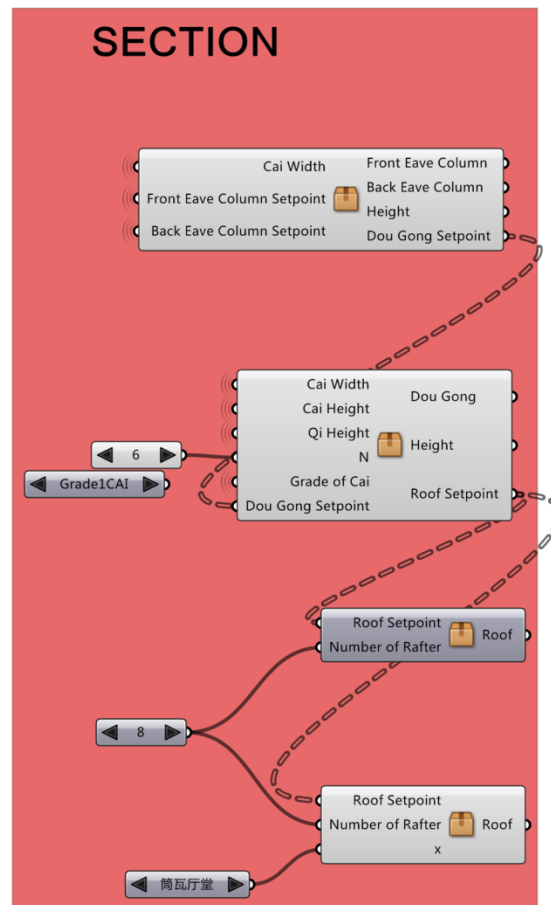 SECTION
Cai Width
Front Eave Column Setpoint
Back Eave Column Setpoint
Front Eave Column
Back Eave Column
Height
Dou Gong Setpoint
Cai Width
Cai Height
Qi Height
N
Grade of Cai
Dou Gong Setpoint
Dou Gong
Height
Roof Setpoint
6
Grade1CAI
Roof Setpoint
Number of Rafter
Roof
8
Roof Setpoint
Number of Rafter
x
Roof
筒瓦厅堂